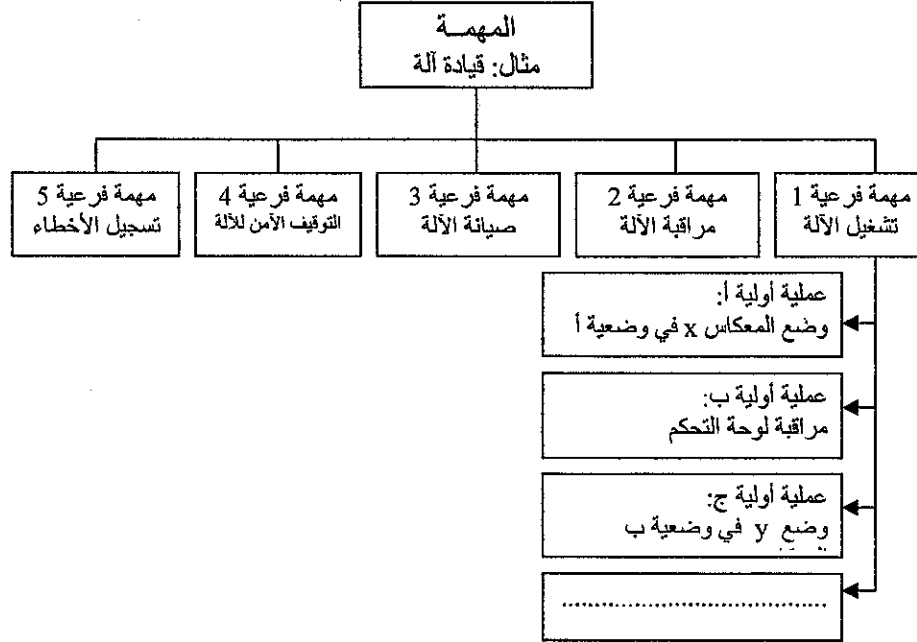 المهمــة
مثال: قيادة آلة
مهمة فرعية 1
تشغيل الآلة
مهمة فرعية 2
مراقبة الآلة
مهمة فرعية 3
صيانة الآلة
مهمة فرعية 4
التوقيف الآمن للآلة
مهمة فرعية 5
تسجيل الأخطاء
عملية أولية أ:
وضع المعكاس x في وضعية أ
عملية أولية ب:
مراقبة لوحة التحكم
عملية أولية ج:
وضع y في وضعية ب
..............................